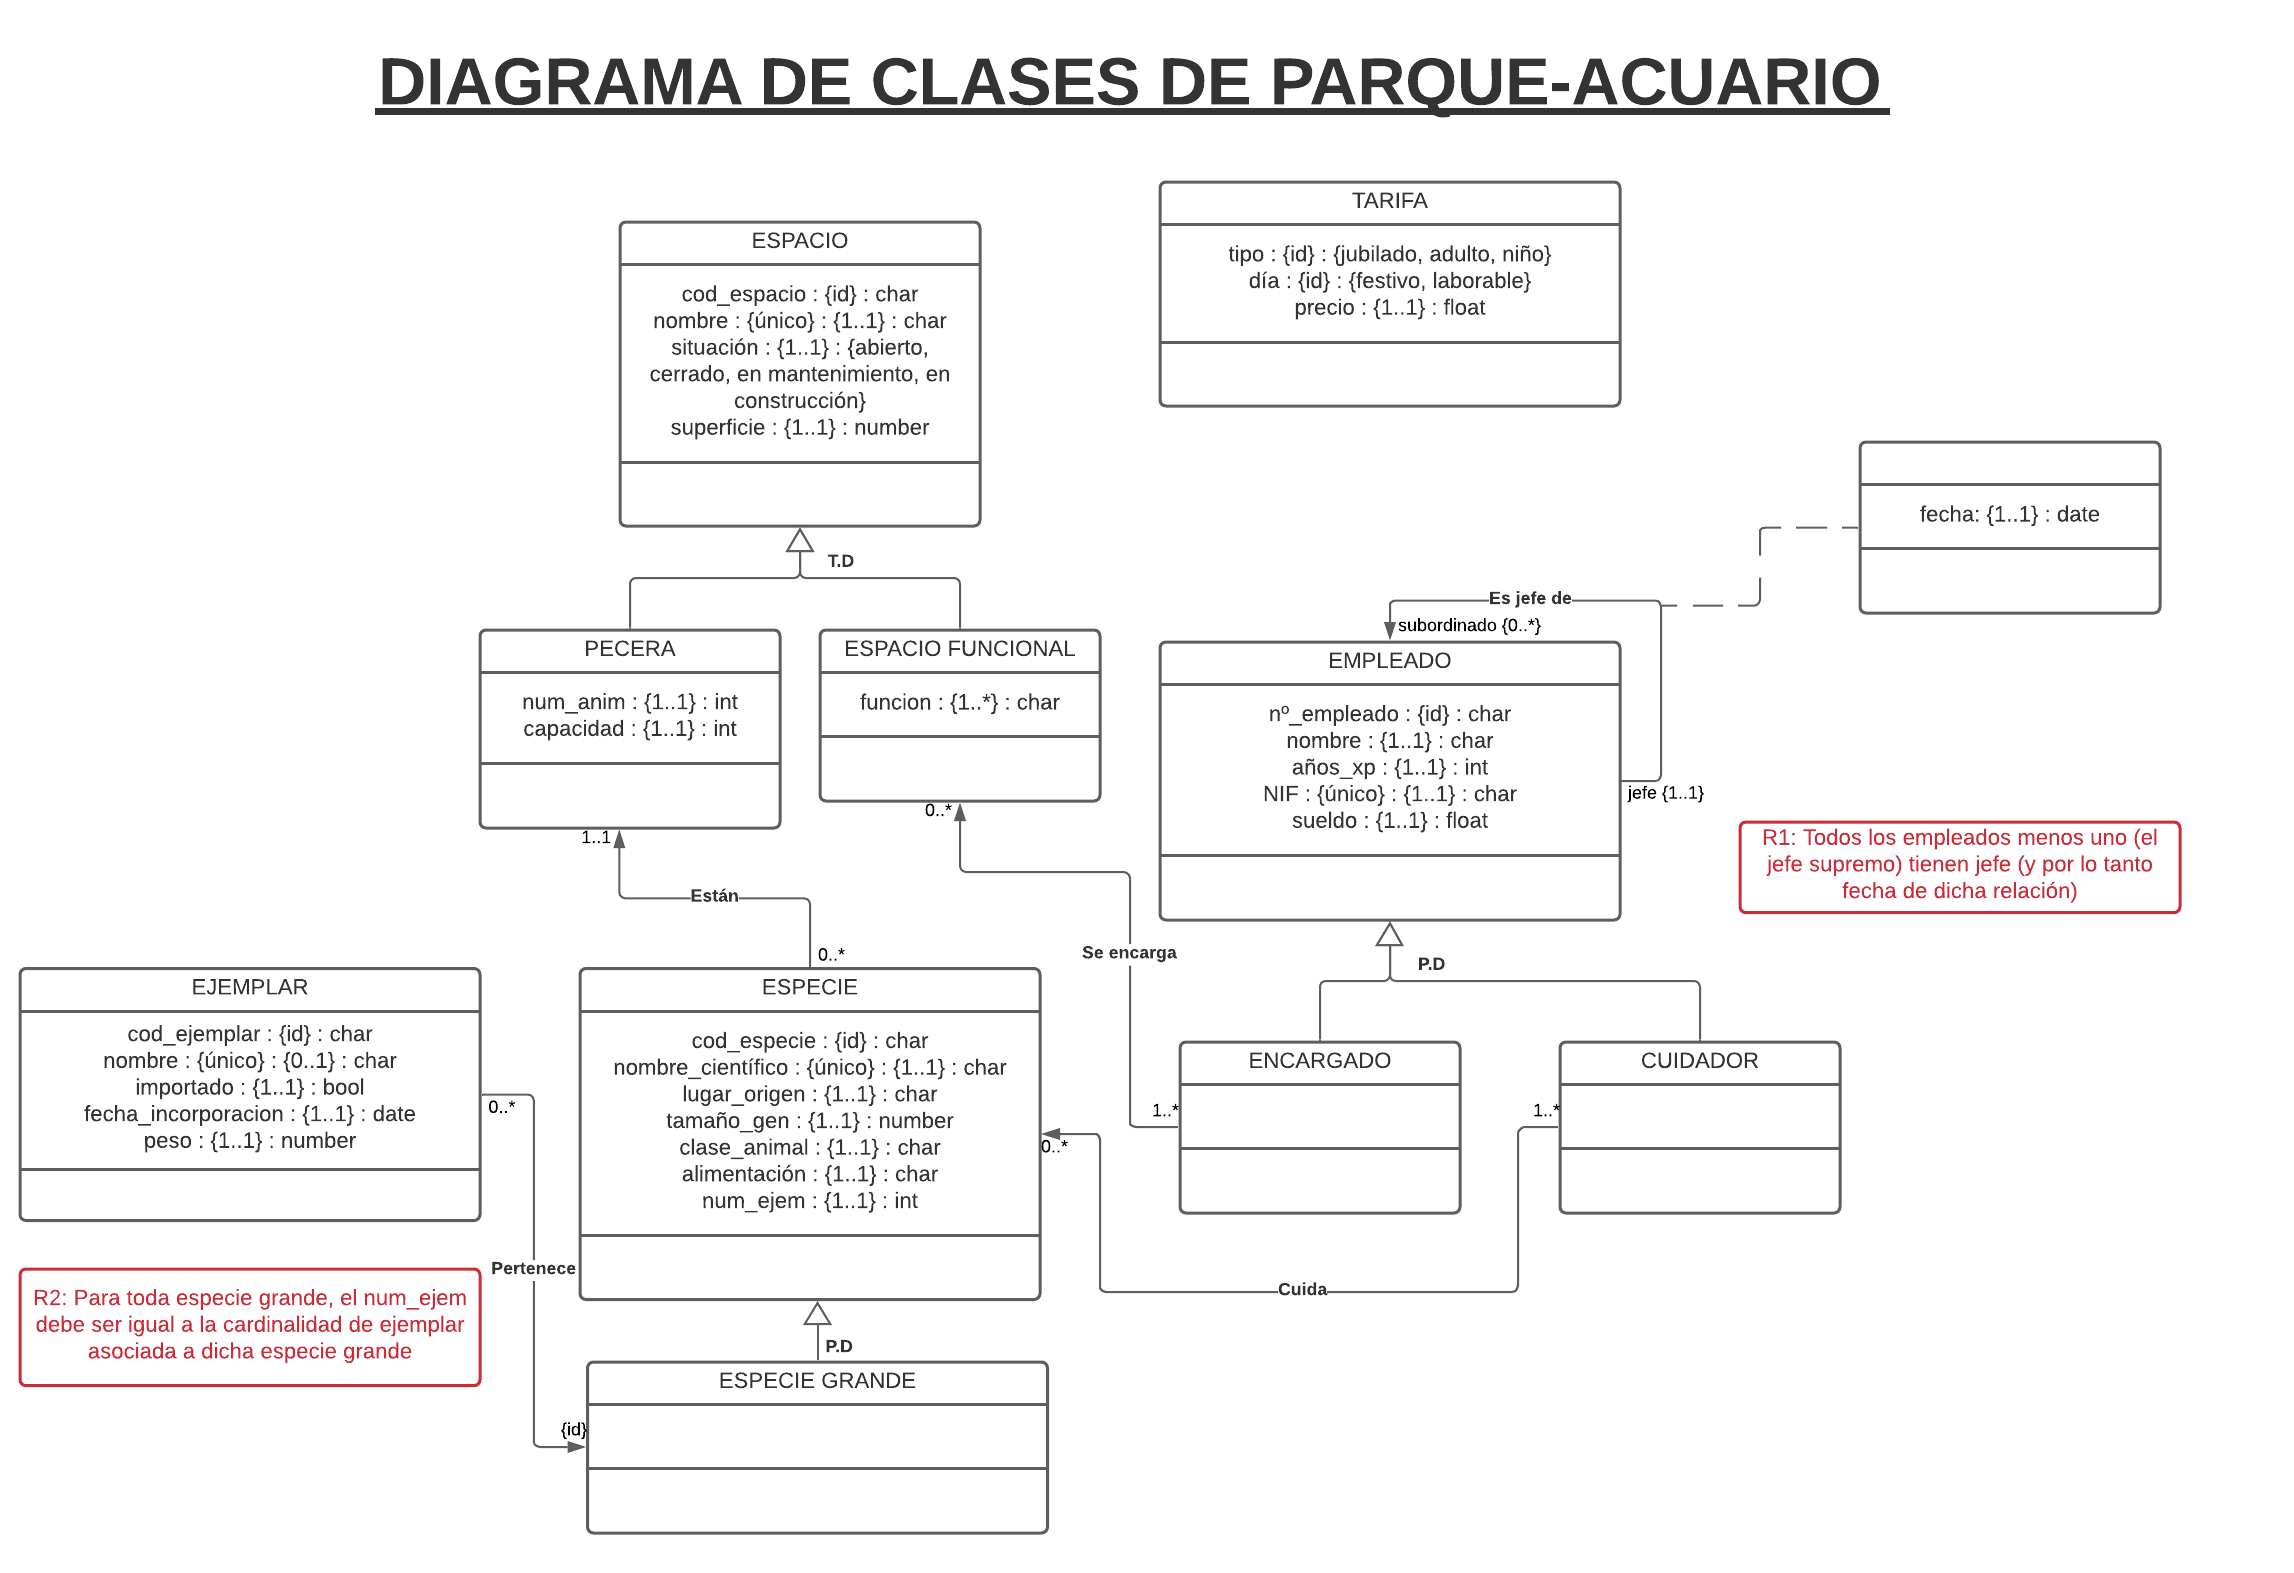 DIAGRAMA DE CLASES DE PARQUE-ACUARIO
TARIFA
tipo : {id} : {jubilado, adulto, niño}
día : {id} : {festivo, laborable}
precio : {1..1} : float
ESPACIO
cod_espacio : {id} : char
nombre : {único} : {1..1} : char
situación : {1..1} : {abierto,
cerrado, en mantenimiento, en
construcción}
superficie : {1..1} : number
T.D
fecha: {1..1} : date
PECERA
num_anim : {1..1} : int
capacidad : {1..1} : int
1..1
ESPACIO FUNCIONAL
funcion : {1..*} : char
0..*
Es jefe de
subordinado {0..*}
EMPLEADO
nº_empleado : {id} : char
nombre : {1..1} : char
años_xp : {1..1} : int
NIF : {único} : {1..1} : char
sueldo : {1..1} : float
jefe {1..1}
R1: Todos los empleados menos uno (el
jefe supremo) tienen jefe (y por lo tanto
fecha de dicha relación)
Están
0..*
Se encarga
P.D
EJEMPLAR
cod_ejemplar : {id} : char
nombre : {único} : {0..1} : char
importado : {1..1} : bool
fecha_incorporacion : {1..1} : date
peso : {1..1} : number
0..*
ESPECIE
cod_especie : {id} : char
nombre_científico : {único} : {1..1} : char
lugar_origen : {1..1} : char
tamaño_gen : {1..1} : number
clase_animal : {1..1} : char
alimentación : {1..1} : char
num_ejem : {1..1} : int
0..*
ENCARGADO
1..*
CUIDADOR
1..*
Pertenece
Cuida
R2: Para toda especie grande, el num_ejem
debe ser igual a la cardinalidad de ejemplar
asociada a dicha especie grande
P.D
ESPECIE GRANDE
{id}